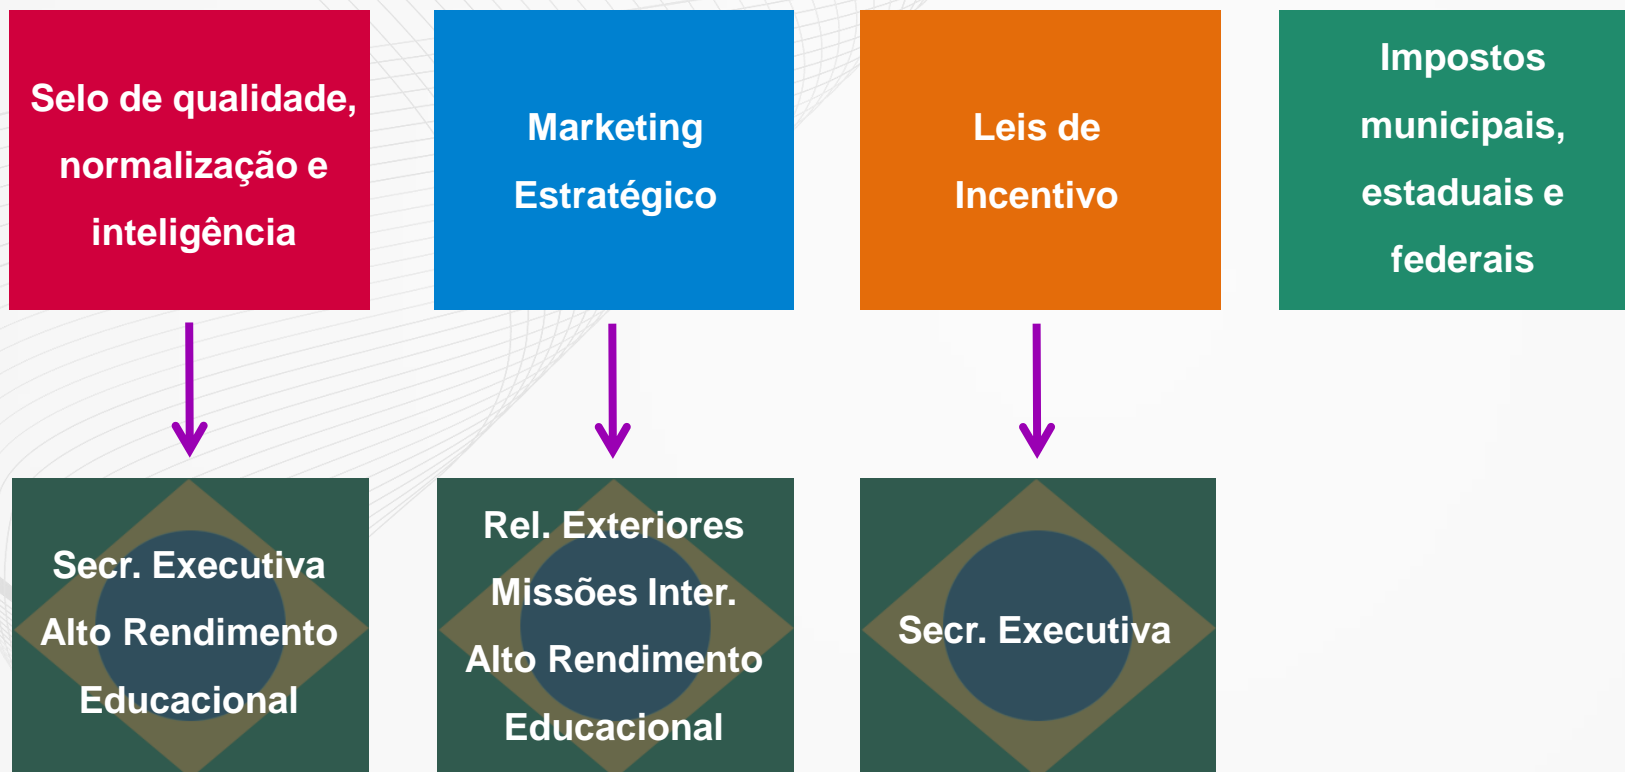 Selo de qualidade,
normalização e
inteligência
Marketing
Estratégico
Leis de
Incentivo
Impostos
municipais,
estaduais e
federais
Secr. Executiva
Alto Rendimento
Educacional
Rel. Exteriores
Missões Inter.
Alto Rendimento
Educacional
Secr. Executiva